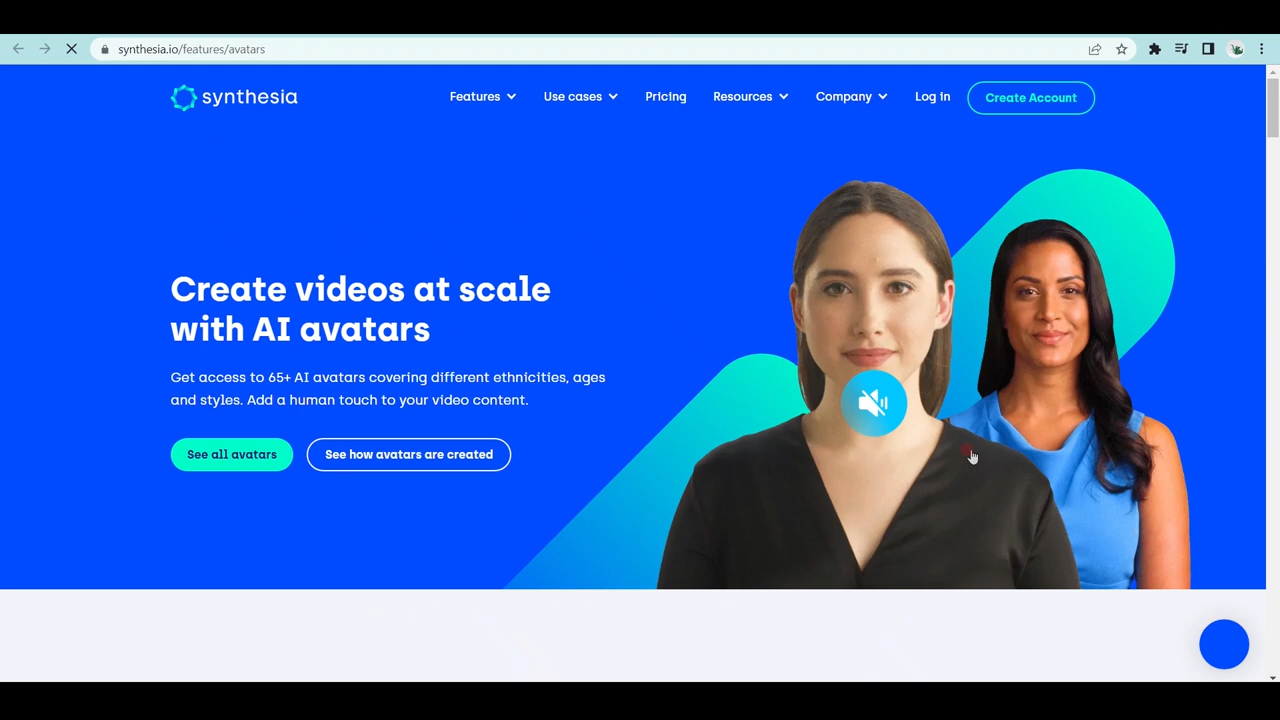 synthesia.io/features/avatars
synthesia
Features
Use cases
Pricing
Resources
Company
Log in
Create Account
Create videos at scale
with AI avatars
Get access to 65+ AI avatars covering different ethnicities, ages
and styles. Add a human touch to your video content.
See all avatars
See how avatars are created